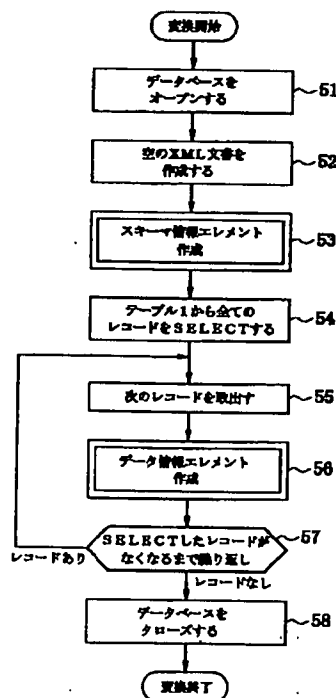 変換開始
データベースを
オープンする
51
空のXML文書を
作成する
52
スキーマ情報エレメント
作成
53
テーブル1から全ての
レコードをSELECTする
54
次のレコードを取出す
55
データ情報エレメント
作成
56
SELECTしたレコードが
なくなるまで繰り返し
57
レコードあり
レコードなし
データベースを
クローズする
58
変換終了